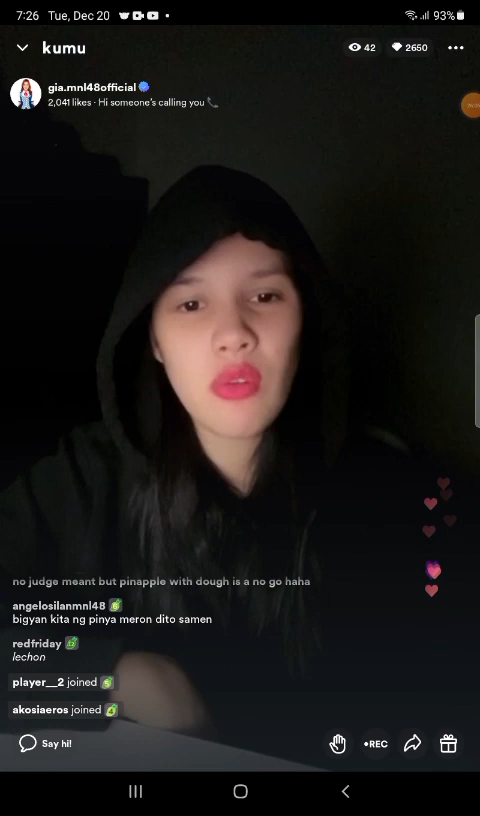 7:26 Tue, Dec 20
93%
kumu
42
2650
gia.mnl48official
2,041 likes · Hi someone's calling you 📞
no judge meant but pinapple with dough is a no go haha
angelosilanmnl48
bigyan kita ng pinya meron dito samen
redfriday
lechon
player__2 joined
akosiaeros joined
Say hi!
•REC